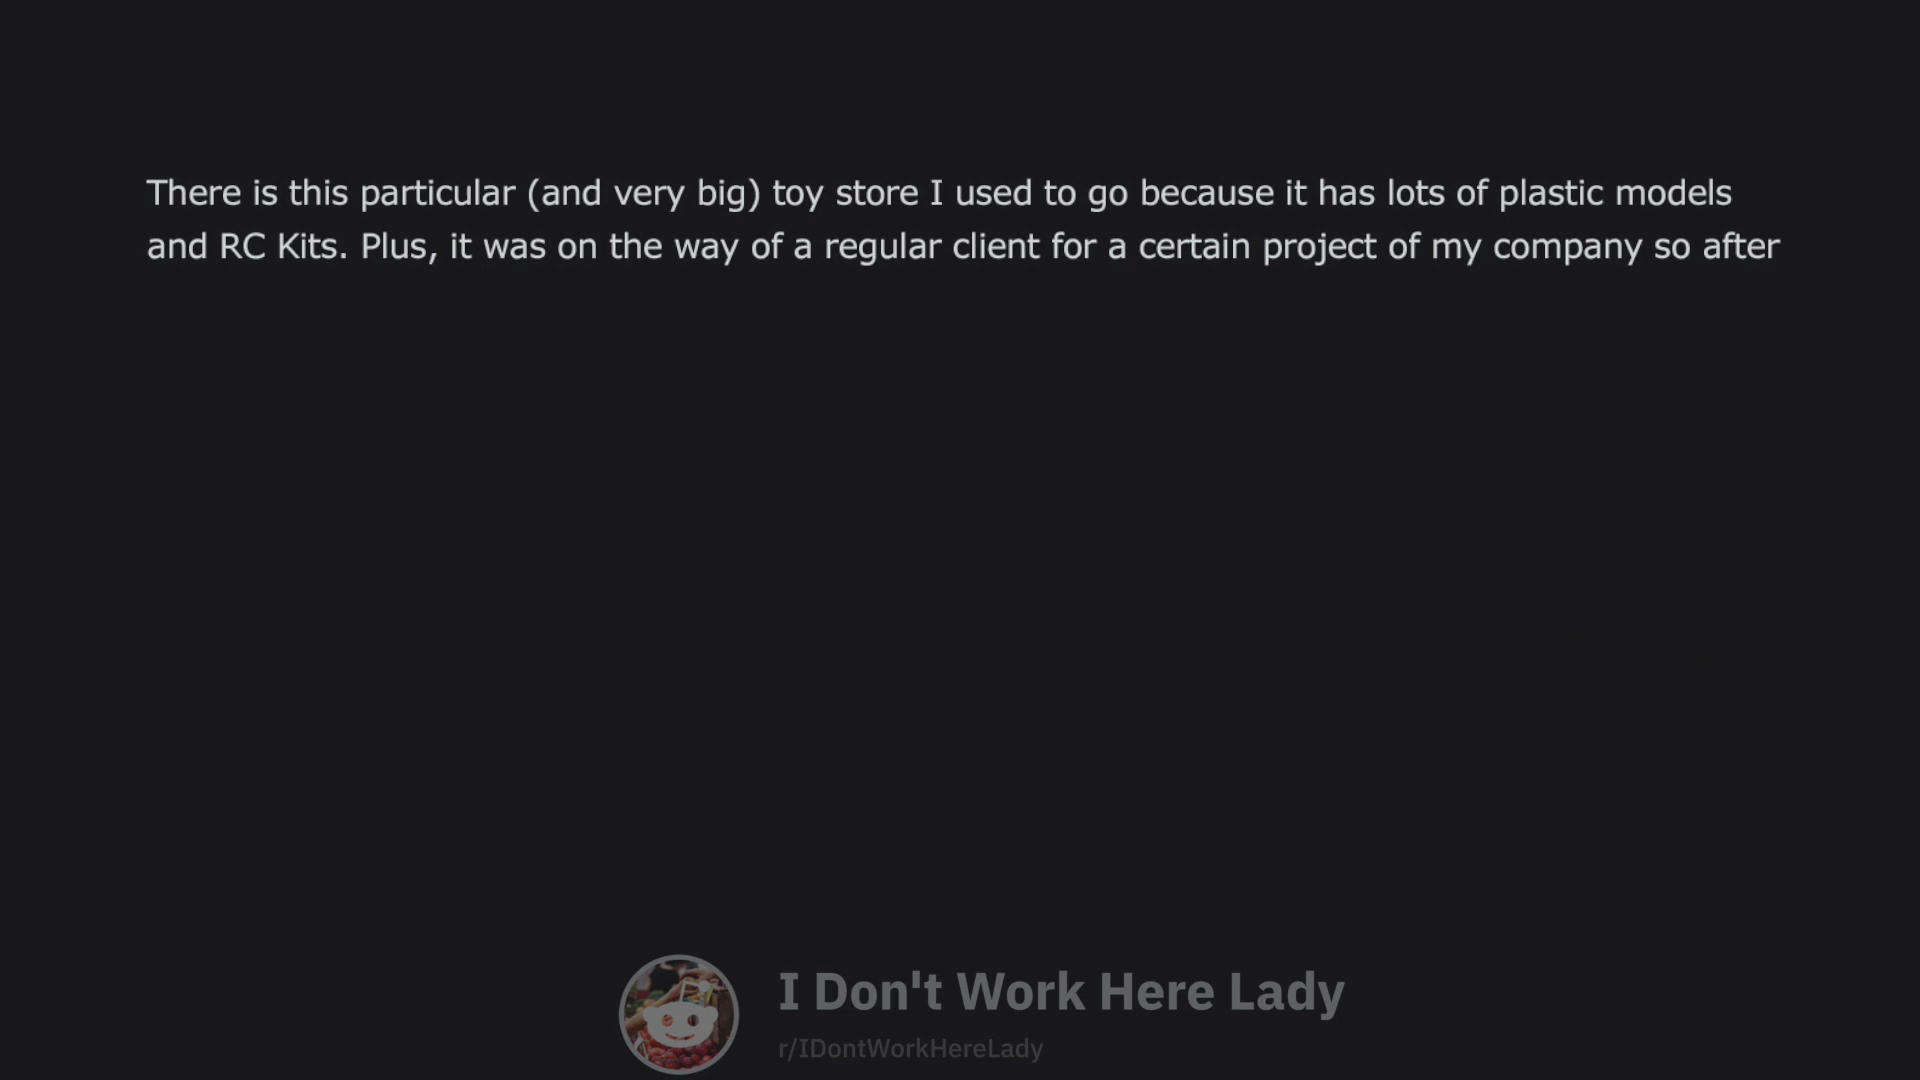 There is this particular (and very big) toy store I used to go because it has lots of plastic models
and RC Kits. Plus, it was on the way of a regular client for a certain project of my company so after
I Don't Work Here Lady
r/IDontWorkHereLady